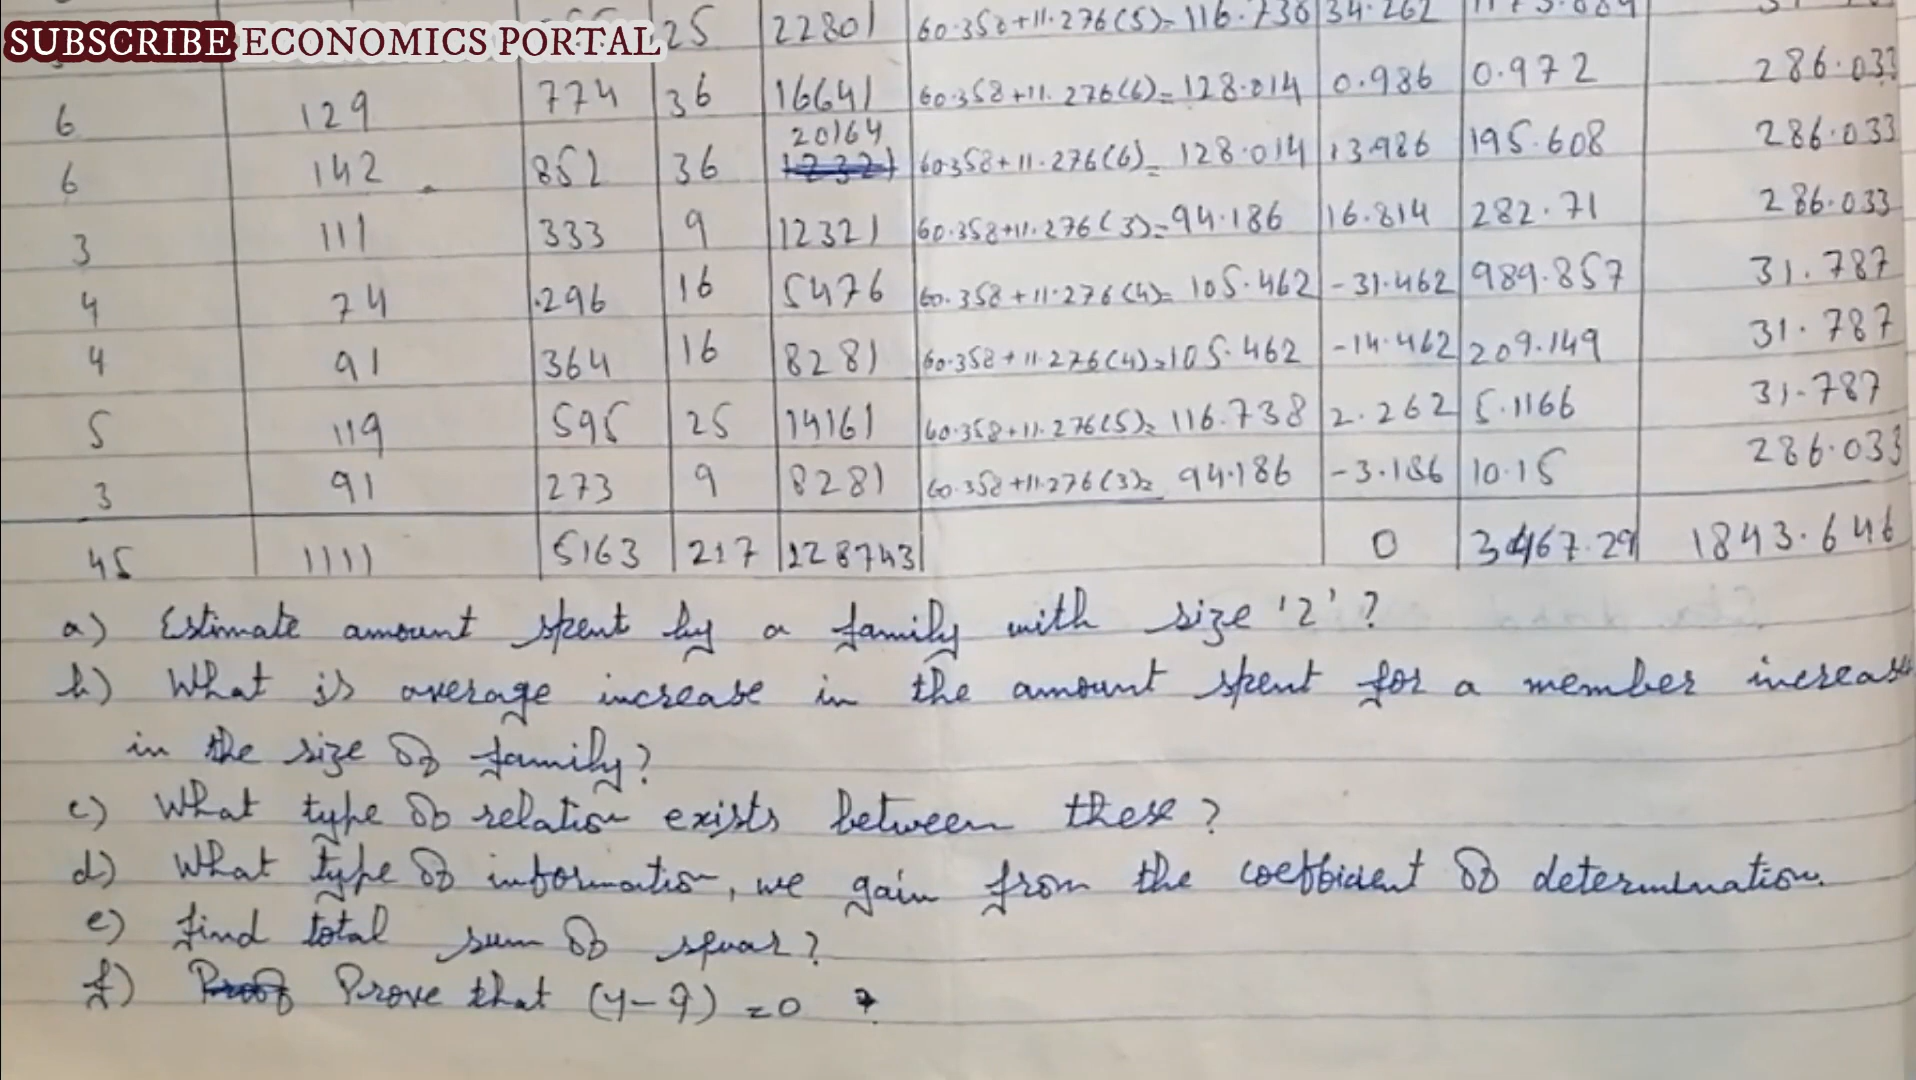 SUBSCRIBE ECONOMICS PORTAL
25 22801 60.358+11.276(5)= 116.738 34.262
6 129 774 36 16641 60.358+11.276(6)= 128.014 0.986 0.972 286.033
20164
6 142 852 36 12321 60.358+11.276(6)= 128.014 13.986 195.608 286.033
3 111 333 9 12321 60.358+11.276(3)= 94.186 16.814 282.71 286.033
4 74 296 16 5476 60.358+11.276(4)= 105.462 -31.462 989.857 31.787
4 91 364 16 8281 60.358+11.276(4)=105.462 -14.462 209.149 31.787
5 119 595 25 14161 60.358+11.276(5)= 116.738 2.262 5.1166 31.787
3 91 273 9 8281 60.358+11.276(3)= 94.186 -3.186 10.15 286.033
45 1111 5163 217 128743 0 3467.29 1843.646
a) Estimate amount spent by a family with size '2'?
b) What is average increase in the amount spent for a member increase
in the size of family?
c) What type of relation exists between these?
d) What type of information, we gain from the coefficient of determination.
e) find total sum of squar?
f) Proof Prove that (y-ŷ) =0 ?